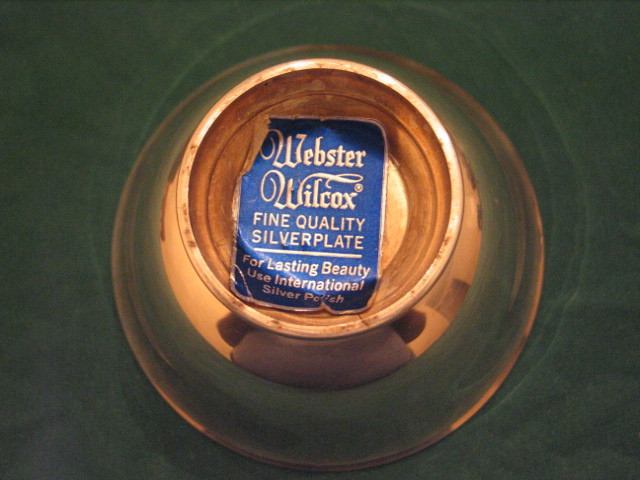 Webster
Wilcox®
FINE QUALITY
SILVERPLATE
For Lasting Beauty
Use International
Silver Polish